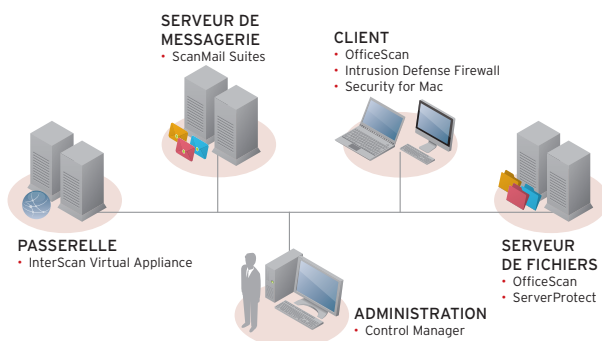 SERVEUR DE
MESSAGERIE
• ScanMail Suites
CLIENT
• OfficeScan
• Intrusion Defense Firewall
• Security for Mac
PASSERELLE
• InterScan Virtual Appliance
SERVEUR
DE FICHIERS
• OfficeScan
• ServerProtect
ADMINISTRATION
• Control Manager